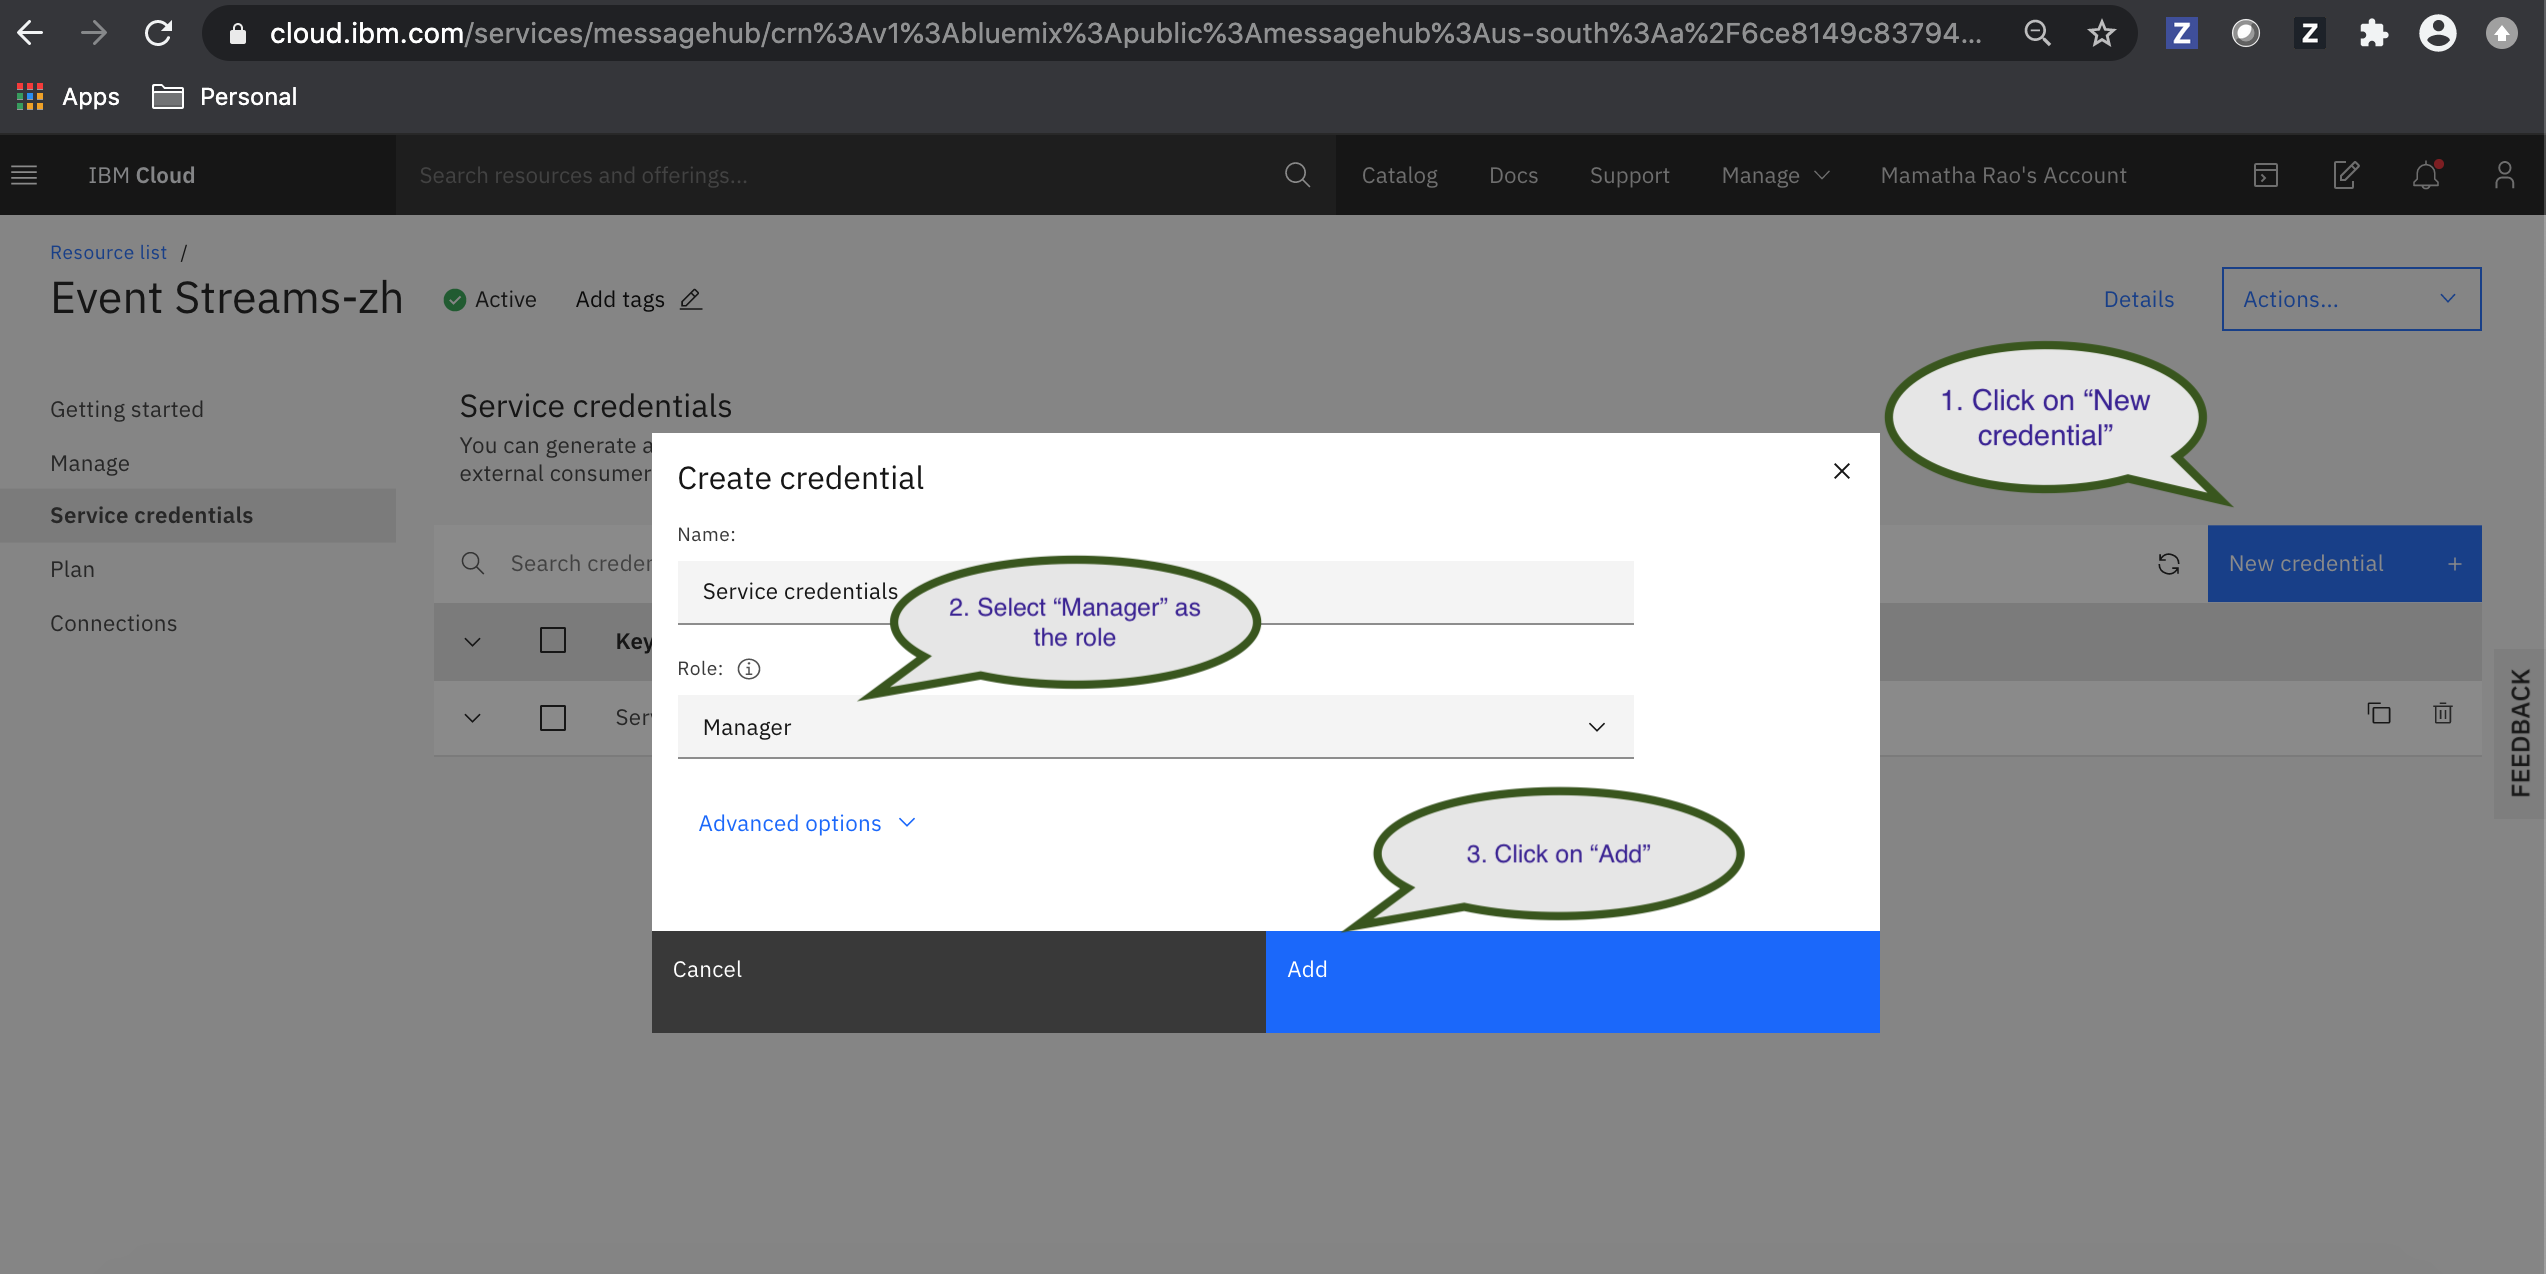 cloud.ibm.com/services/messagehub/crn%3Av1%3Abluemix%3Apublic%3Amessagehub%3Aus-south%3Aa%2F6ce8149c83794...
Z
Z
Apps
Personal
IBM Cloud
Search resources and offerings...
Catalog
Docs
Support
Manage
Mamatha Rao's Account
Resource list /
Event Streams-zh
Active
Add tags
Details
Actions...
Getting started
Manage
Service credentials
Plan
Connections
Service credentials
You can generate a
external consumer
1. Click on “New
credential”
Search creden
New credential +
Key
Ser
Create credential
Name:
Service credentials
2. Select “Manager” as
the role
Role:
Manager
Advanced options
3. Click on “Add”
Cancel
Add
FEEDBACK